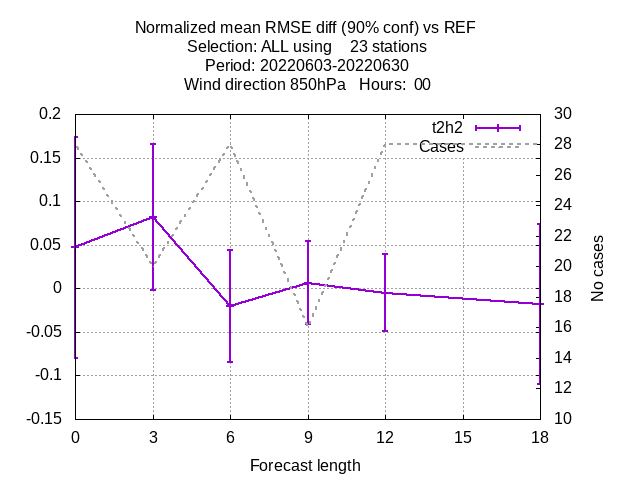 Normalized mean RMSE diff (90% conf) vs REF
Selection: ALL using    23 stations
Period: 20220603-20220630
Wind direction 850hPa   Hours:  00
0.2
0.15
0.1
0.05
0
-0.05
-0.1
-0.15
30
28
26
24
22
20
18
16
14
12
10
t2h2
Cases
No cases
0 3 6 9 12 15 18
Forecast length